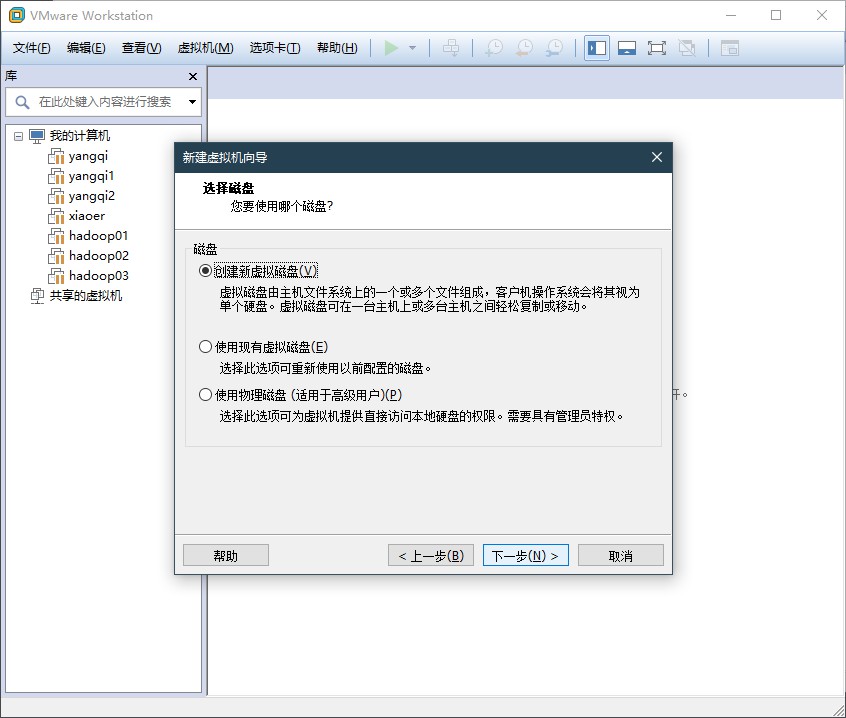 VMware Workstation
文件(F) 编辑(E) 查看(V) 虚拟机(M) 选项卡(T) 帮助(H)
库
在此处键入内容进行搜索
我的计算机
yangqi
yangqi1
yangqi2
xiaoer
hadoop01
hadoop02
hadoop03
共享的虚拟机
新建虚拟机向导
选择磁盘
您要使用哪个磁盘?
磁盘
创建新虚拟磁盘(V)
虚拟磁盘由主机文件系统上的一个或多个文件组成，客户机操作系统会将其视为
单个硬盘。虚拟磁盘可在一台主机上或多台主机之间轻松复制或移动。
使用现有虚拟磁盘(E)
选择此选项可重新使用以前配置的磁盘。
使用物理磁盘 (适用于高级用户)(P)
选择此选项可为虚拟机提供直接访问本地硬盘的权限。需要具有管理员特权。
帮助
< 上一步(B)
下一步(N) >
取消